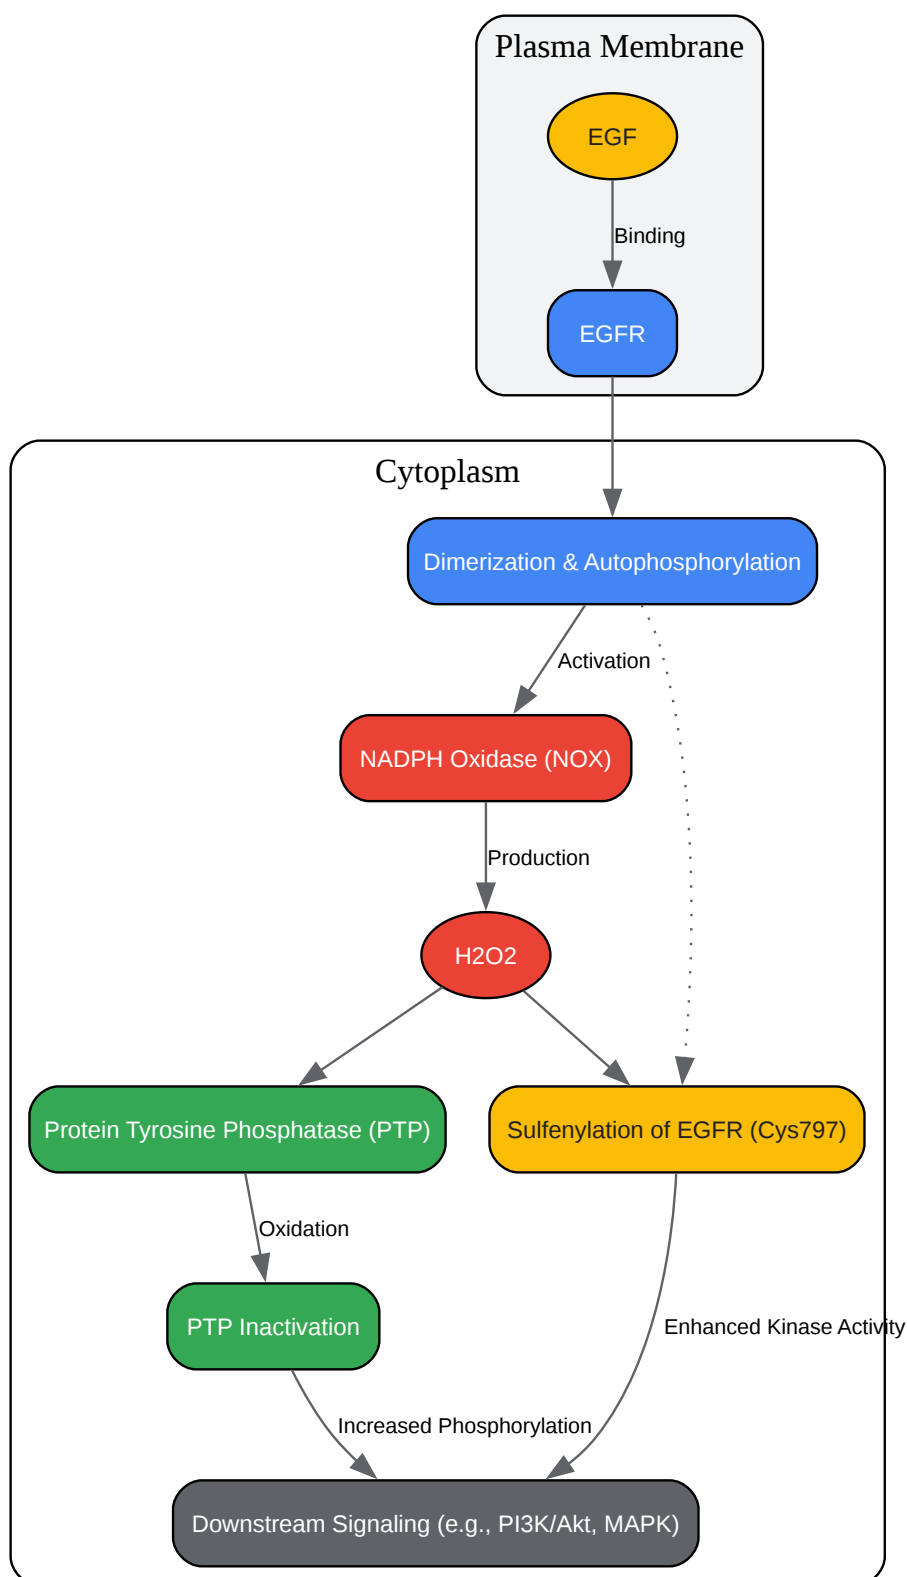 Plasma Membrane
EGF
Binding
EGFR
Cytoplasm
Dimerization & Autophosphorylation
Activation
NADPH Oxidase (NOX)
Production
H2O2
Protein Tyrosine Phosphatase (PTP)
Sulfenylation of EGFR (Cys797)
Oxidation
PTP Inactivation
Enhanced Kinase Activity
Increased Phosphorylation
Downstream Signaling (e.g., PI3K/Akt, MAPK)